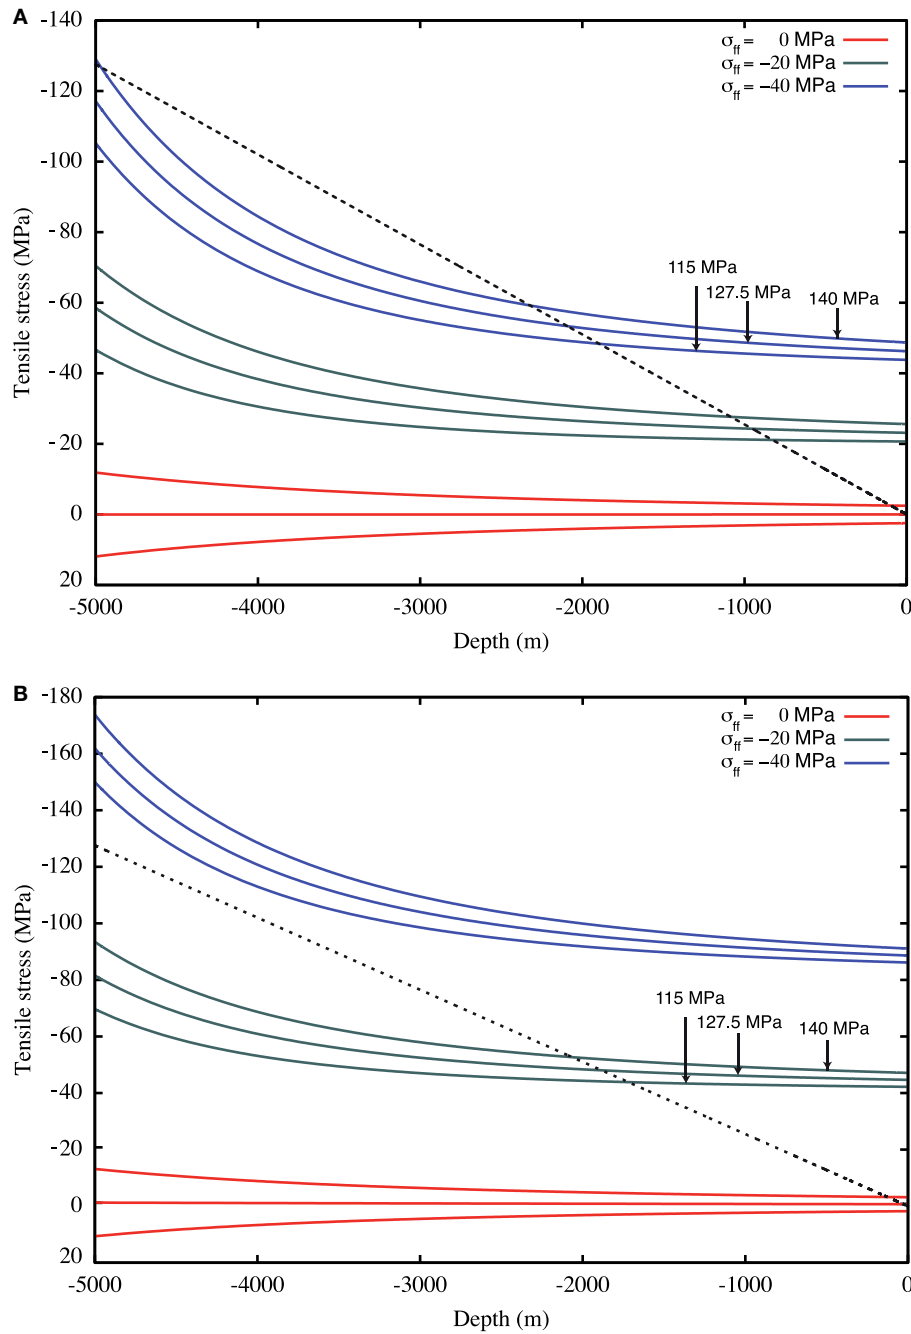 A
-140
-120
-100
-80
-60
-40
-20
0
20
Tensile stress (MPa)
σff = 0 MPa
σff = −20 MPa
σff = −40 MPa
115 MPa
127.5 MPa
140 MPa
-5000 -4000 -3000 -2000 -1000 0
Depth (m)
B
-180
-160
-140
-120
-100
-80
-60
-40
-20
0
20
Tensile stress (MPa)
σff = 0 MPa
σff = −20 MPa
σff = −40 MPa
115 MPa
127.5 MPa
140 MPa
-5000 -4000 -3000 -2000 -1000 0
Depth (m)